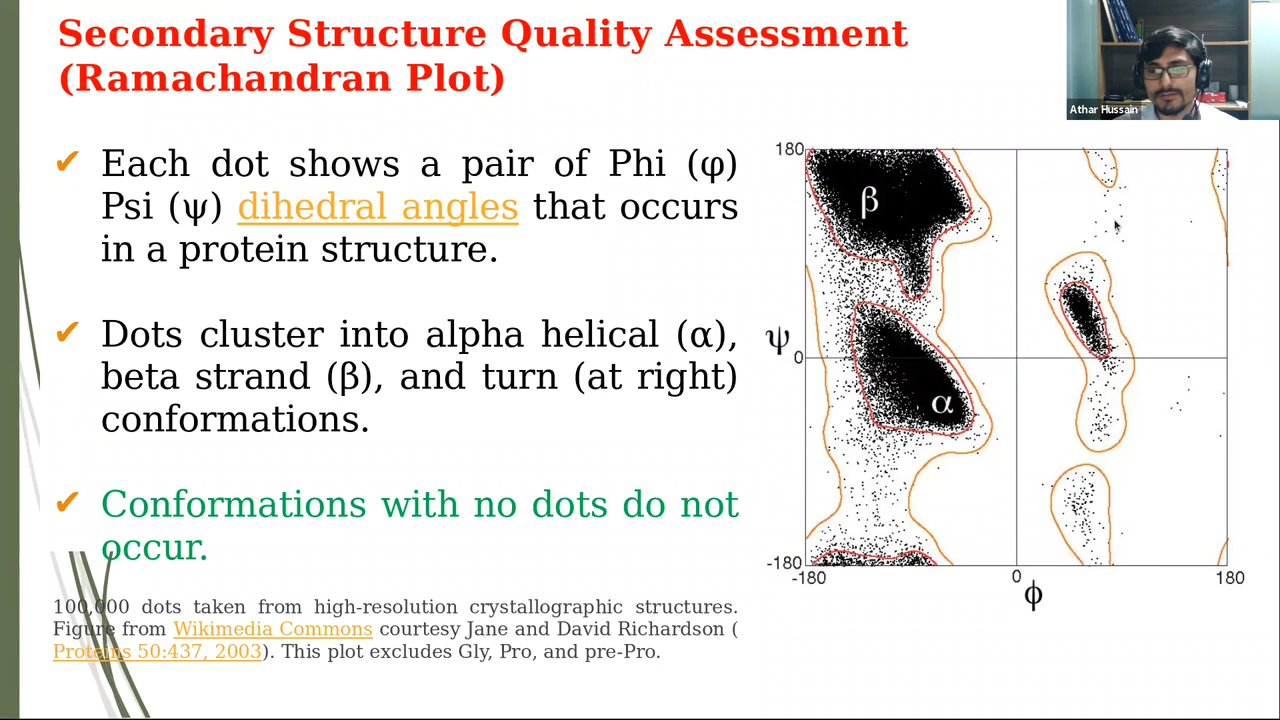 Secondary Structure Quality Assessment
(Ramachandran Plot)
Athar Hussain
✔ Each dot shows a pair of Phi (φ)
Psi (ψ) dihedral angles that occurs
in a protein structure.
✔ Dots cluster into alpha helical (α),
beta strand (β), and turn (at right)
conformations.
✔ Conformations with no dots do not
occur.
100,000 dots taken from high-resolution crystallographic structures.
Figure from Wikimedia Commons courtesy Jane and David Richardson (
Proteins 50:437, 2003). This plot excludes Gly, Pro, and pre-Pro.
180
β
ψ
0
α
-180
-180
0
180
ϕ